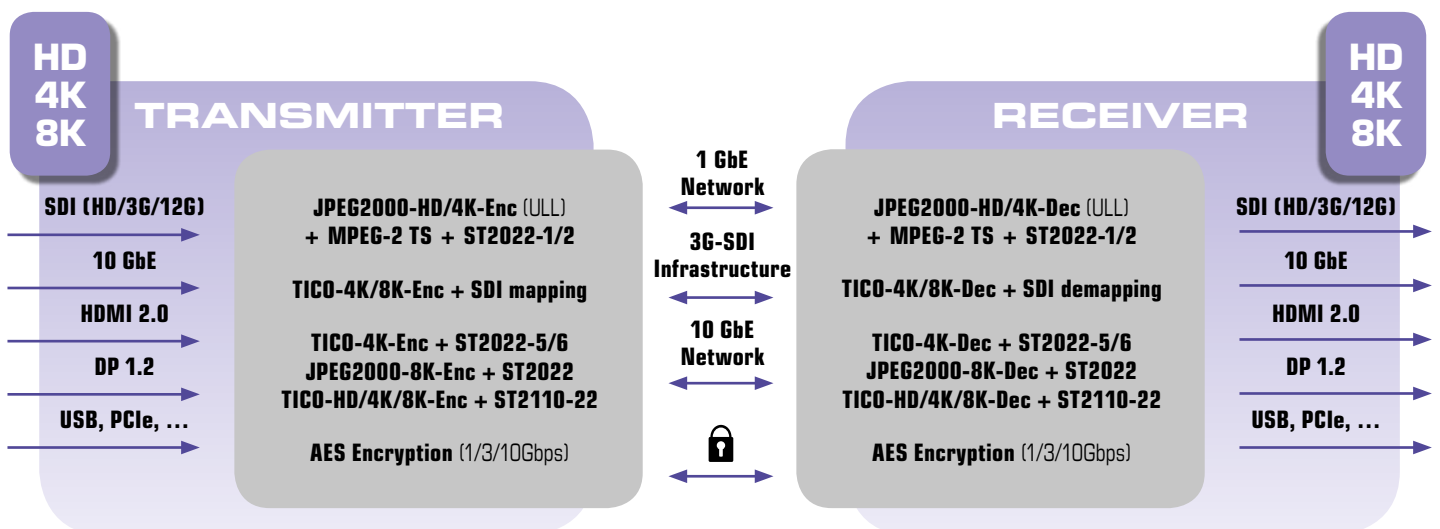 HD
4K
8K
TRANSMITTER
SDI (HD/3G/12G)
10 GbE
HDMI 2.0
DP 1.2
USB, PCIe, ...
JPEG2000-HD/4K-Enc (ULL)
+ MPEG-2 TS + ST2022-1/2
TICO-4K/8K-Enc + SDI mapping
TICO-4K-Enc + ST2022-5/6
JPEG2000-8K-Enc + ST2022
TICO-HD/4K/8K-Enc + ST2110-22
AES Encryption (1/3/10Gbps)
1 GbE
Network
3G-SDI
Infrastructure
10 GbE
Network
HD
4K
8K
RECEIVER
JPEG2000-HD/4K-Dec (ULL)
+ MPEG-2 TS + ST2022-1/2
TICO-4K/8K-Dec + SDI demapping
TICO-4K-Dec + ST2022-5/6
JPEG2000-8K-Dec + ST2022
TICO-HD/4K/8K-Dec + ST2110-22
AES Encryption (1/3/10Gbps)
SDI (HD/3G/12G)
10 GbE
HDMI 2.0
DP 1.2
USB, PCIe, ...